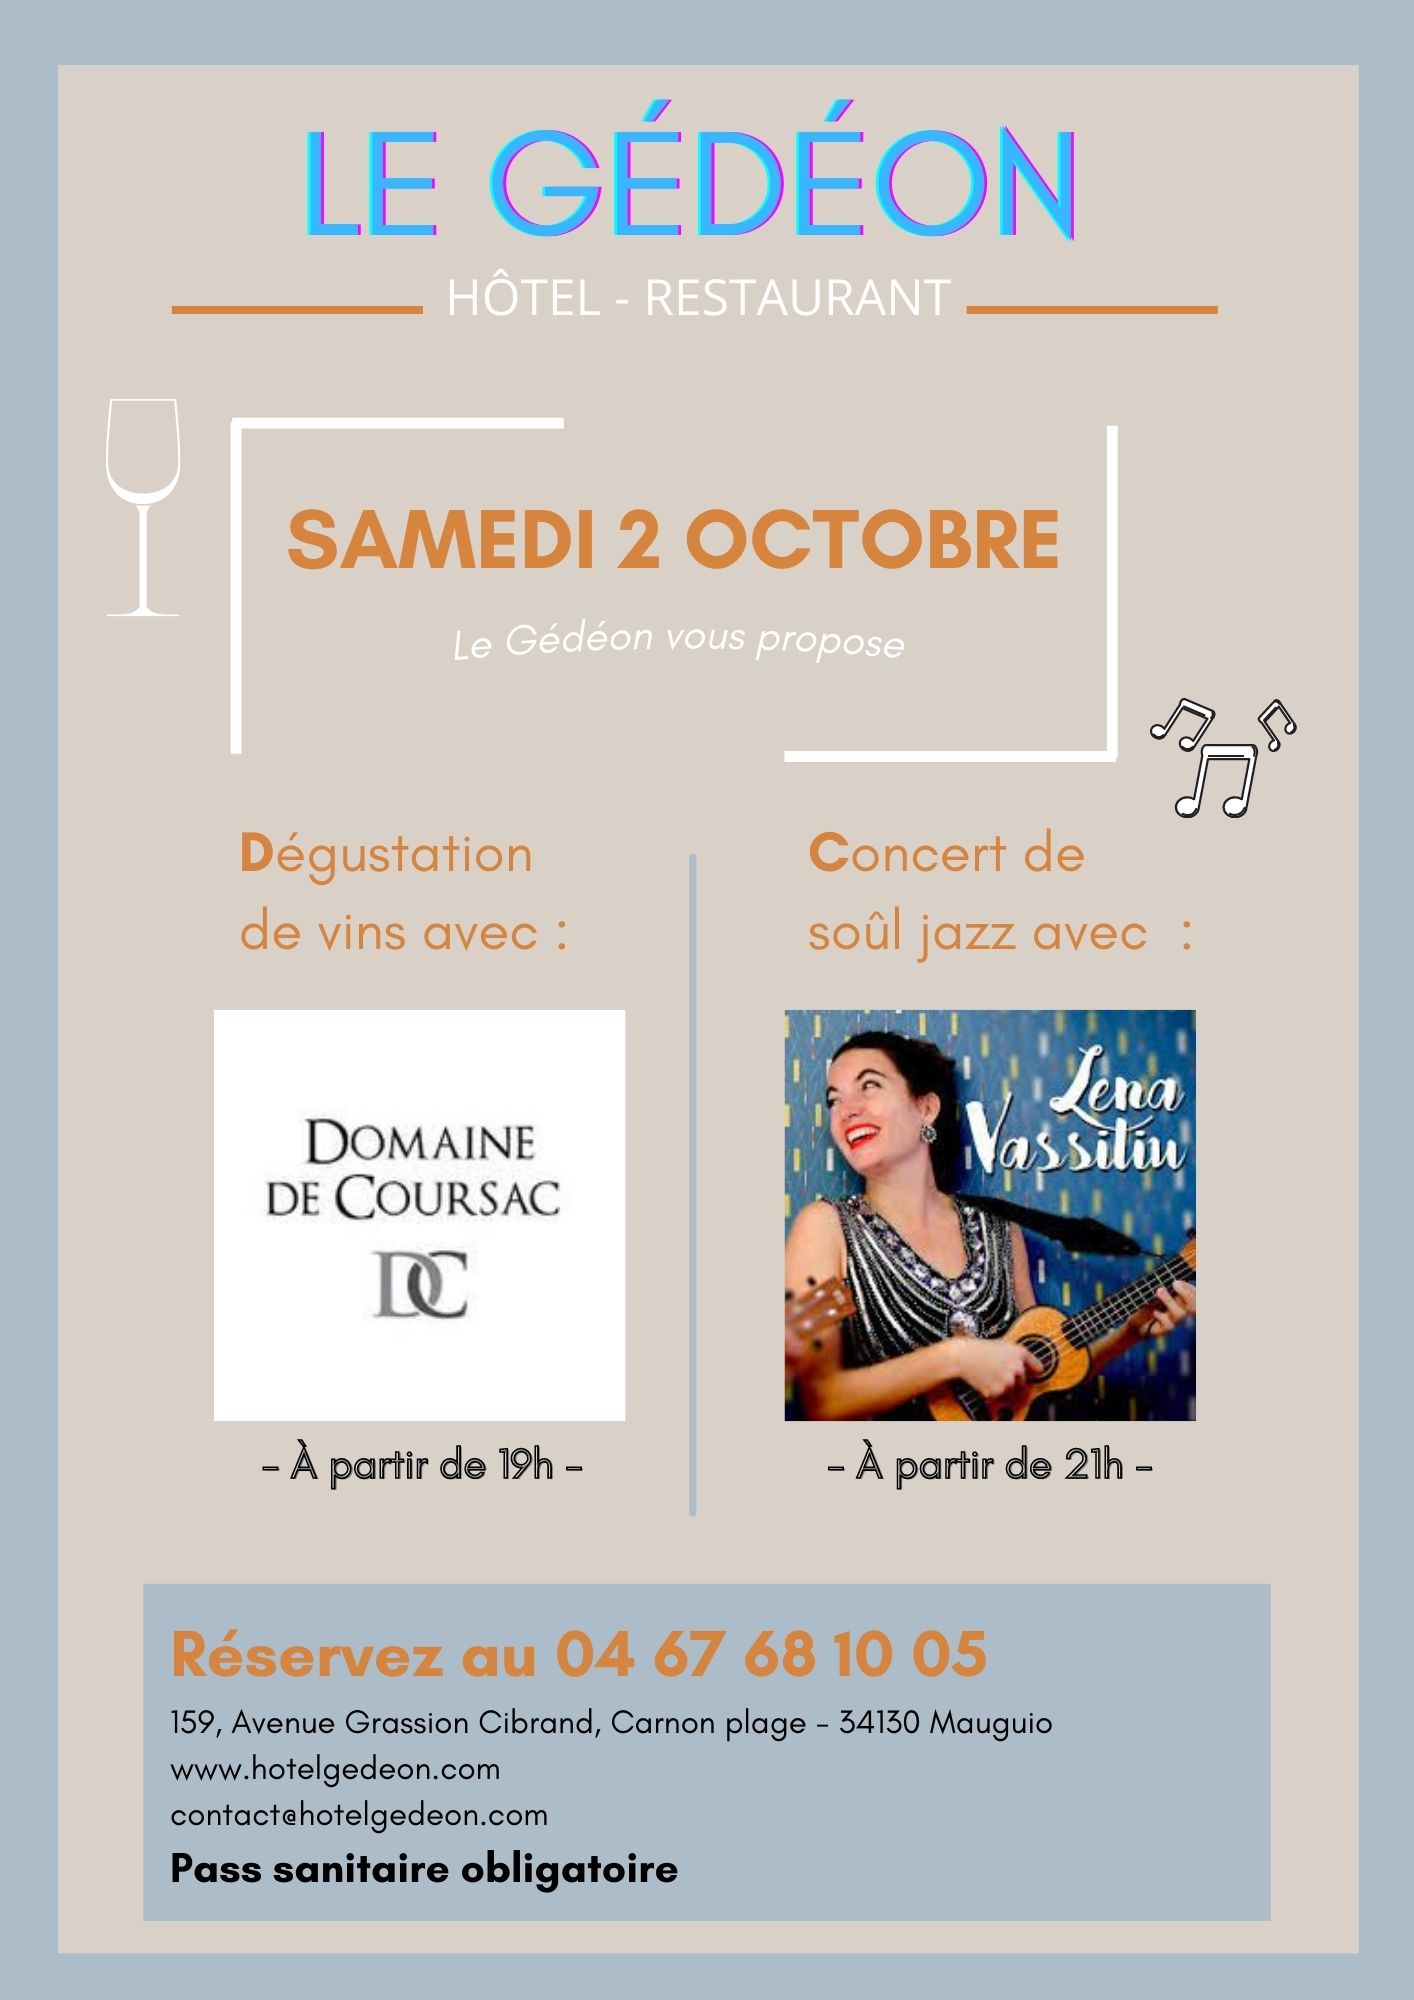 LE GÉDÉON
HÔTEL - RESTAURANT
SAMEDI 2 OCTOBRE
Le Gédéon vous propose
Dégustation
de vins avec :
DOMAINE
DE COURSAC
DC
- À partir de 19h -
Concert de
soûl jazz avec :
Lena
Vassiliu
- À partir de 21h -
Réservez au 04 67 68 10 05
159, Avenue Grassion Cibrand, Carnon plage - 34130 Mauguio
www.hotelgedeon.com
contact@hotelgedeon.com
Pass sanitaire obligatoire